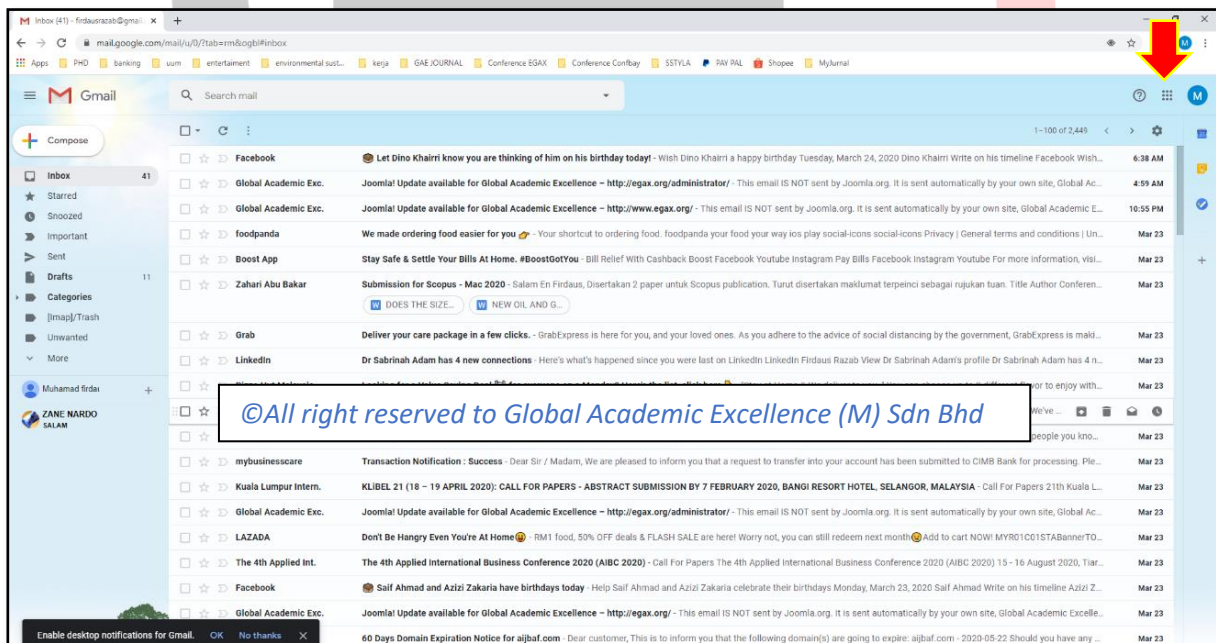 Inbox (41) - firdausrazab@gmail.
mail.google.com/mail/u/0/?tab=rm&ogbl#inbox
Apps PHD banking uum entertaiment environmental sust... kerja GAE JOURNAL Conference EGAX Conference Confbay SSTYLA PAY PAL Shopee MyJurnal
Gmail Search mail M
Compose 1–100 of 2,449
Facebook Let Dino Khairri know you are thinking of him on his birthday today! - Wish Dino Khairri a happy birthday Tuesday, March 24, 2020 Dino Khairri Write on his timeline Facebook Wish... 6:38 AM
Inbox 41 Global Academic Exc. Joomla! Update available for Global Academic Excellence – http://egax.org/administrator/ - This email IS NOT sent by Joomla.org. It is sent automatically by your own site, Global Ac... 4:59 AM
Starred
Snoozed Global Academic Exc. Joomla! Update available for Global Academic Excellence – http://www.egax.org/ - This email IS NOT sent by Joomla.org. It is sent automatically by your own site, Global Academic E... 10:55 PM
Important foodpanda We made ordering food easier for you - Your shortcut to ordering food. foodpanda your food your way ios play social-icons social-icons Privacy | General terms and conditions | Un... Mar 23
Sent Boost App Stay Safe & Settle Your Bills At Home. #BoostGotYou - Bill Relief With Cashback Boost Facebook Youtube Instagram Pay Bills Facebook Instagram Youtube For more information, visi... Mar 23
Drafts 11 Zahari Abu Bakar Submission for Scopus - Mac 2020 - Salam En Firdaus, Disertakan 2 paper untuk Scopus publication. Turut disertakan maklumat terpeinci sebagai rujukan tuan. Title Author Conferen... Mar 23
Categories W DOES THE SIZE... W NEW OIL AND G...
[Imap]/Trash
Unwanted Grab Deliver your care package in a few clicks. - GrabExpress is here for you, and your loved ones. As you adhere to the advice of social distancing by the government, GrabExpress is maki... Mar 23
More LinkedIn Dr Sabrinah Adam has 4 new connections - Here's what's happened since you were last on LinkedIn LinkedIn Firdaus Razab View Dr Sabrinah Adam's profile Dr Sabrinah Adam has 4 n... Mar 23
Muhamad firdau to enjoy with... Mar 23
ZANE NARDO ©All right reserved to Global Academic Excellence (M) Sdn Bhd We've ...
SALAM
people you kno... Mar 23
mybusinesscare Transaction Notification : Success - Dear Sir / Madam, We are pleased to inform you that a request to transfer into your account has been submitted to CIMB Bank for processing. Ple... Mar 23
Kuala Lumpur Intern. KLiBEL 21 (18 – 19 APRIL 2020): CALL FOR PAPERS - ABSTRACT SUBMISSION BY 7 FEBRUARY 2020, BANGI RESORT HOTEL, SELANGOR, MALAYSIA - Call For Papers 21th Kuala L... Mar 23
Global Academic Exc. Joomla! Update available for Global Academic Excellence – http://egax.org/administrator/ - This email IS NOT sent by Joomla.org. It is sent automatically by your own site, Global Ac... Mar 23
LAZADA Don't Be Hangry Even You're At Home - RM1 food, 50% OFF deals & FLASH SALE are here! Worry not, you can still redeem next month Add to cart NOW! MYR01C01STABannerTO... Mar 23
The 4th Applied Int. The 4th Applied International Business Conference 2020 (AIBC 2020) - Call For Papers The 4th Applied International Business Conference 2020 (AIBC 2020) 15 - 16 August 2020, Tiar... Mar 23
Facebook Saif Ahmad and Azizi Zakaria have birthdays today - Help Saif Ahmad and Azizi Zakaria celebrate their birthdays Monday, March 23, 2020 Saif Ahmad Write on his timeline Azizi Z... Mar 23
Global Academic Exc. Joomla! Update available for Global Academic Excellence – http://egax.org/ - This email IS NOT sent by Joomla.org. It is sent automatically by your own site, Global Academic Excelle... Mar 23
Enable desktop notifications for Gmail. OK No thanks 60 Days Domain Expiration Notice for aijbaf.com - Dear customer, This is to inform you that the following domain(s) are going to expire: aijbaf.com - 2020-05-22 Should you have any ... Mar 23